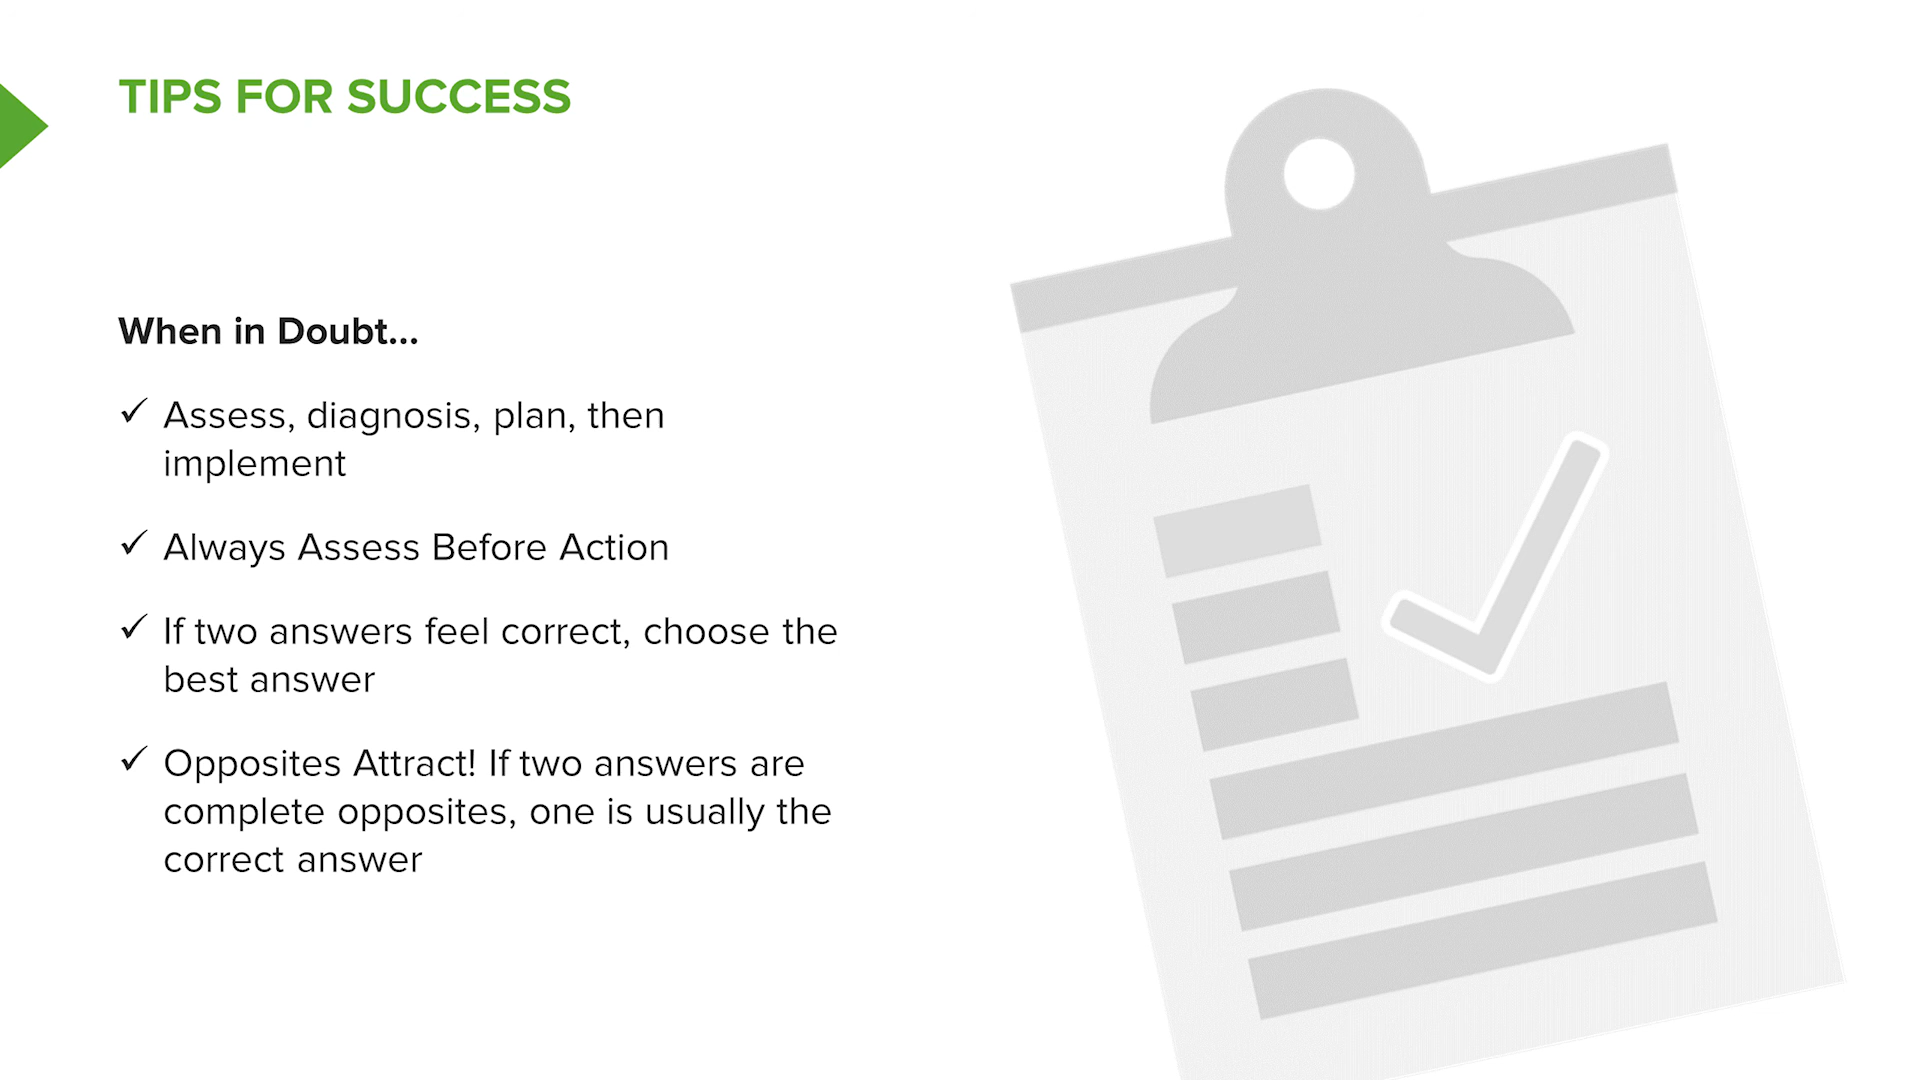 TIPS FOR SUCCESS
When in Doubt...
Assess, diagnosis, plan, then
implement
Always Assess Before Action
If two answers feel correct, choose the
best answer
Opposites Attract! If two answers are
complete opposites, one is usually the
correct answer